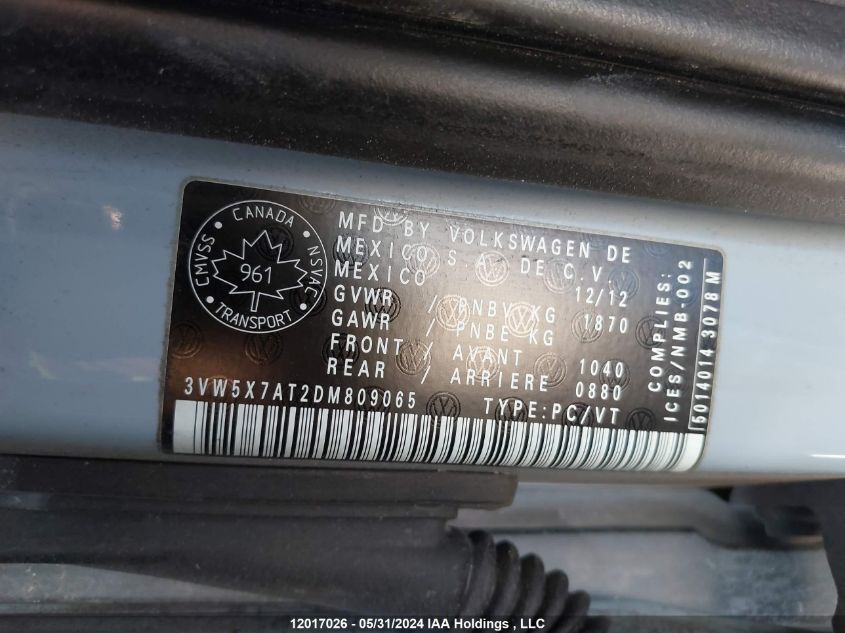 CANADA
CMVSS
NSVAC
961
TRANSPORT
MFD BY VOLKSWAGEN DE
MEXICO S.A. DE C.V.
MEXICO 12/12
GVWR / PNBV KG 1870
GAWR PNBE KG
FRONT / AVANT 1040
REAR / ARRIERE 0880
3VW5X7AT2DM809065 TYPE:PC/VT
COMPLIES:
ICES/NMB-002
15014014 3078 M
12017026 - 05/31/2024 IAA Holdings , LLC